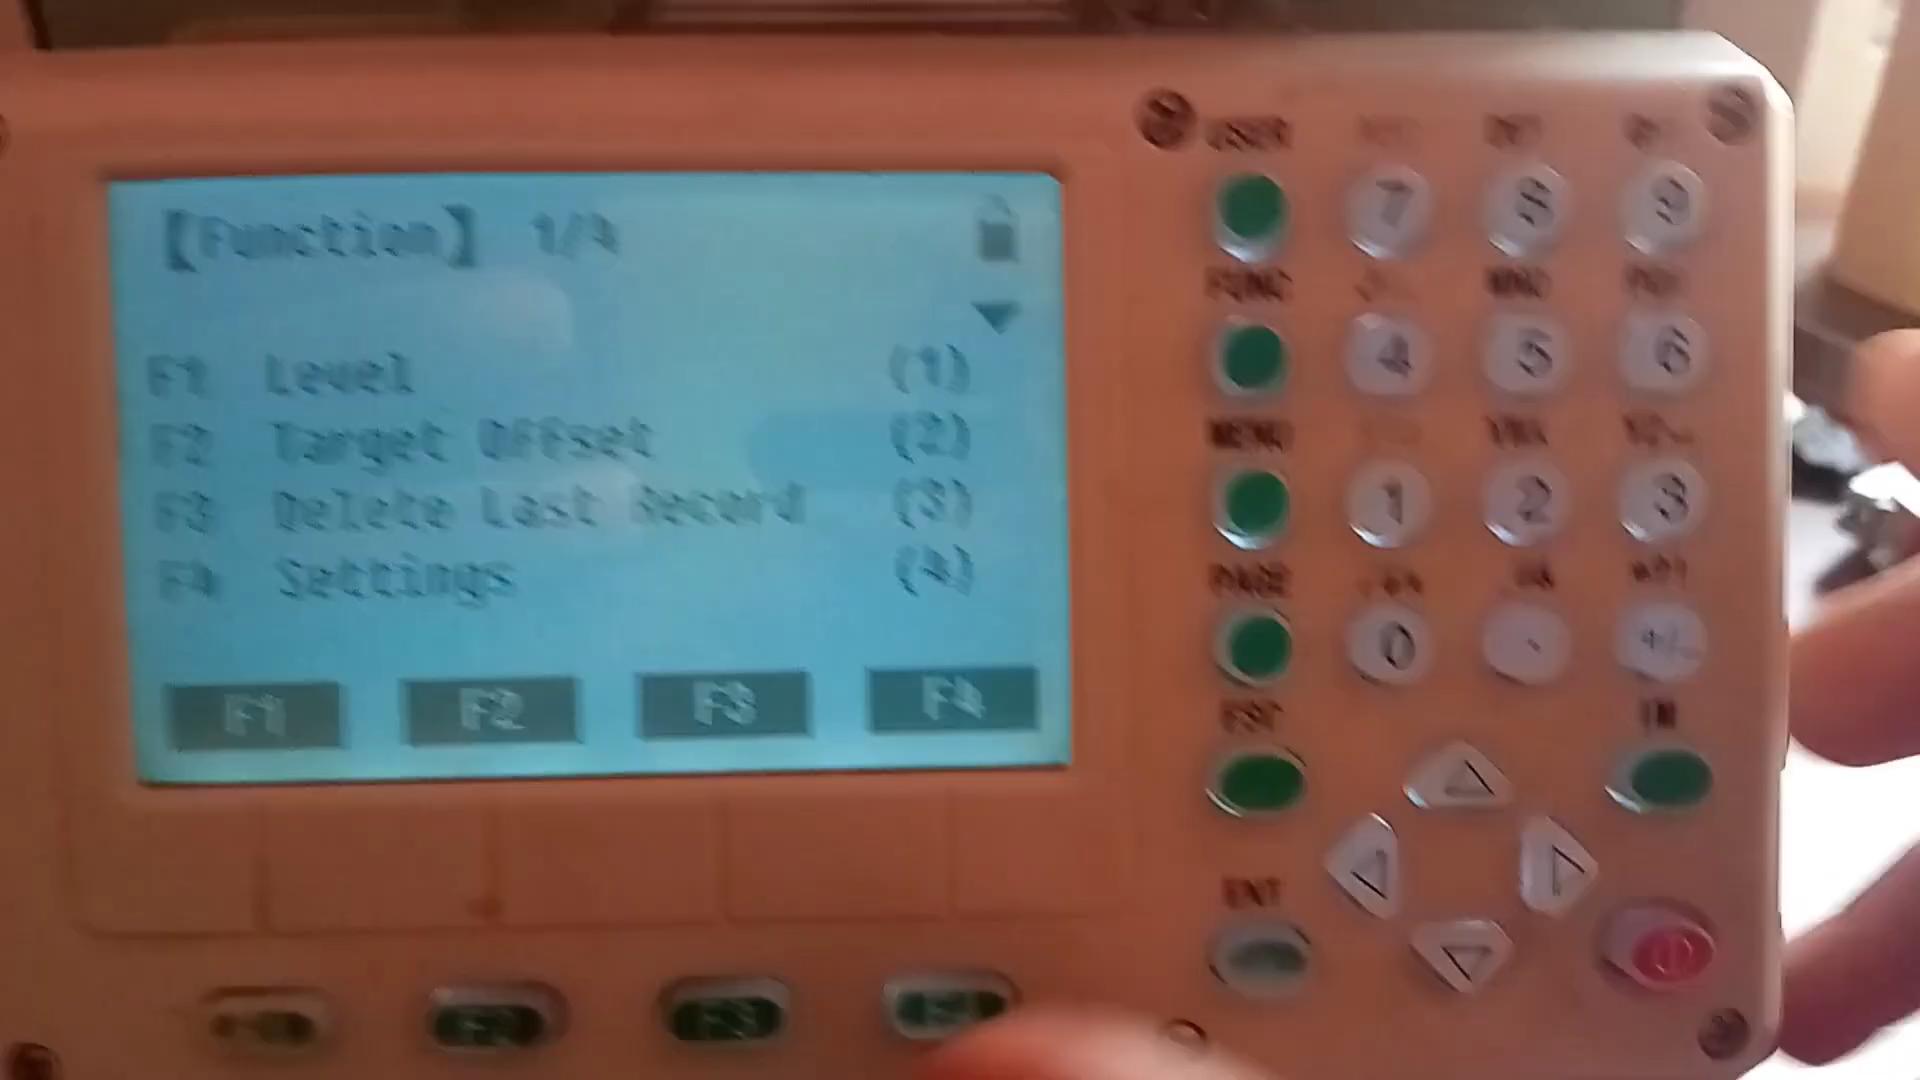 【Function】 1/4
F1 Level (1)
F2 Target Offset (2)
F3 Delete Last Record (3)
F4 Settings (4)
F1 F2 F3 F4
USER
7 8 9
FUNC
4 5 6
MENU
1 2 3
PAGE
0 . +/-
ESC
ENT
F2 F3